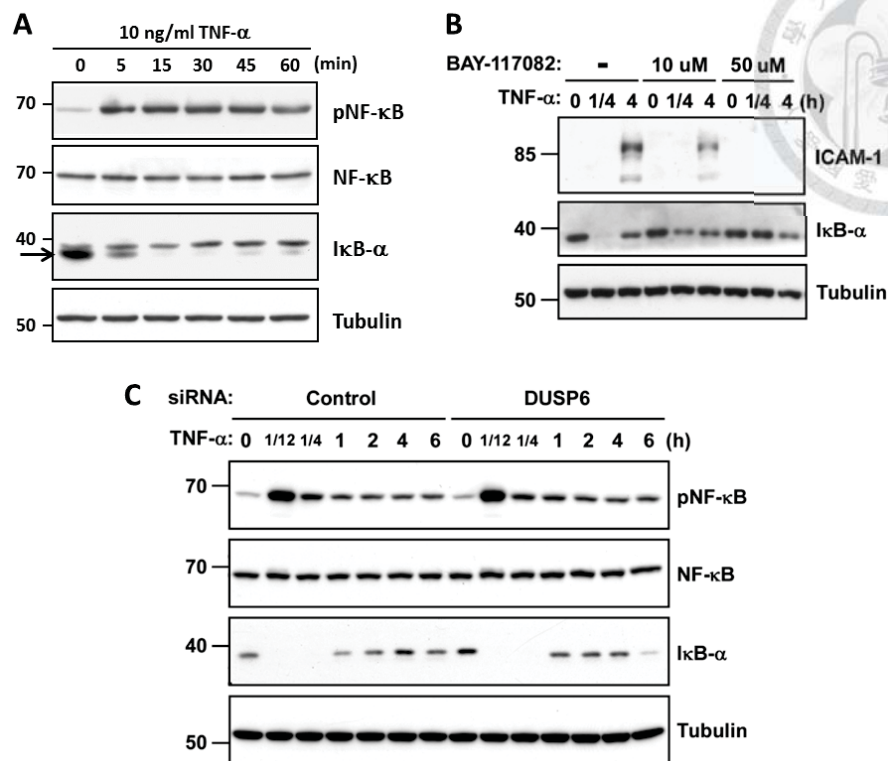 A
10 ng/ml TNF-α
0 5 15 30 45 60 (min)
70 pNF-κB
70 NF-κB
40 IκB-α
50 Tubulin
B
BAY-117082: - 10 uM 50 uM
TNF-α: 0 1/4 4 0 1/4 4 0 1/4 4 (h)
85 ICAM-1
40 IκB-α
50 Tubulin
C
siRNA: Control DUSP6
TNF-α: 0 1/12 1/4 1 2 4 6 0 1/12 1/4 1 2 4 6 (h)
70 pNF-κB
70 NF-κB
40 IκB-α
50 Tubulin